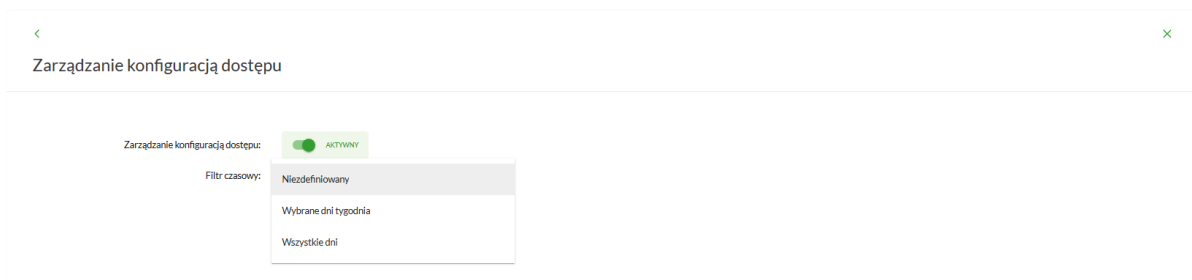 Zarządzanie konfiguracją dostępu
Zarządzanie konfiguracją dostępu: AKTYWNY
Filtr czasowy: Niezdefiniowany
Wybrane dni tygodnia
Wszystkie dni